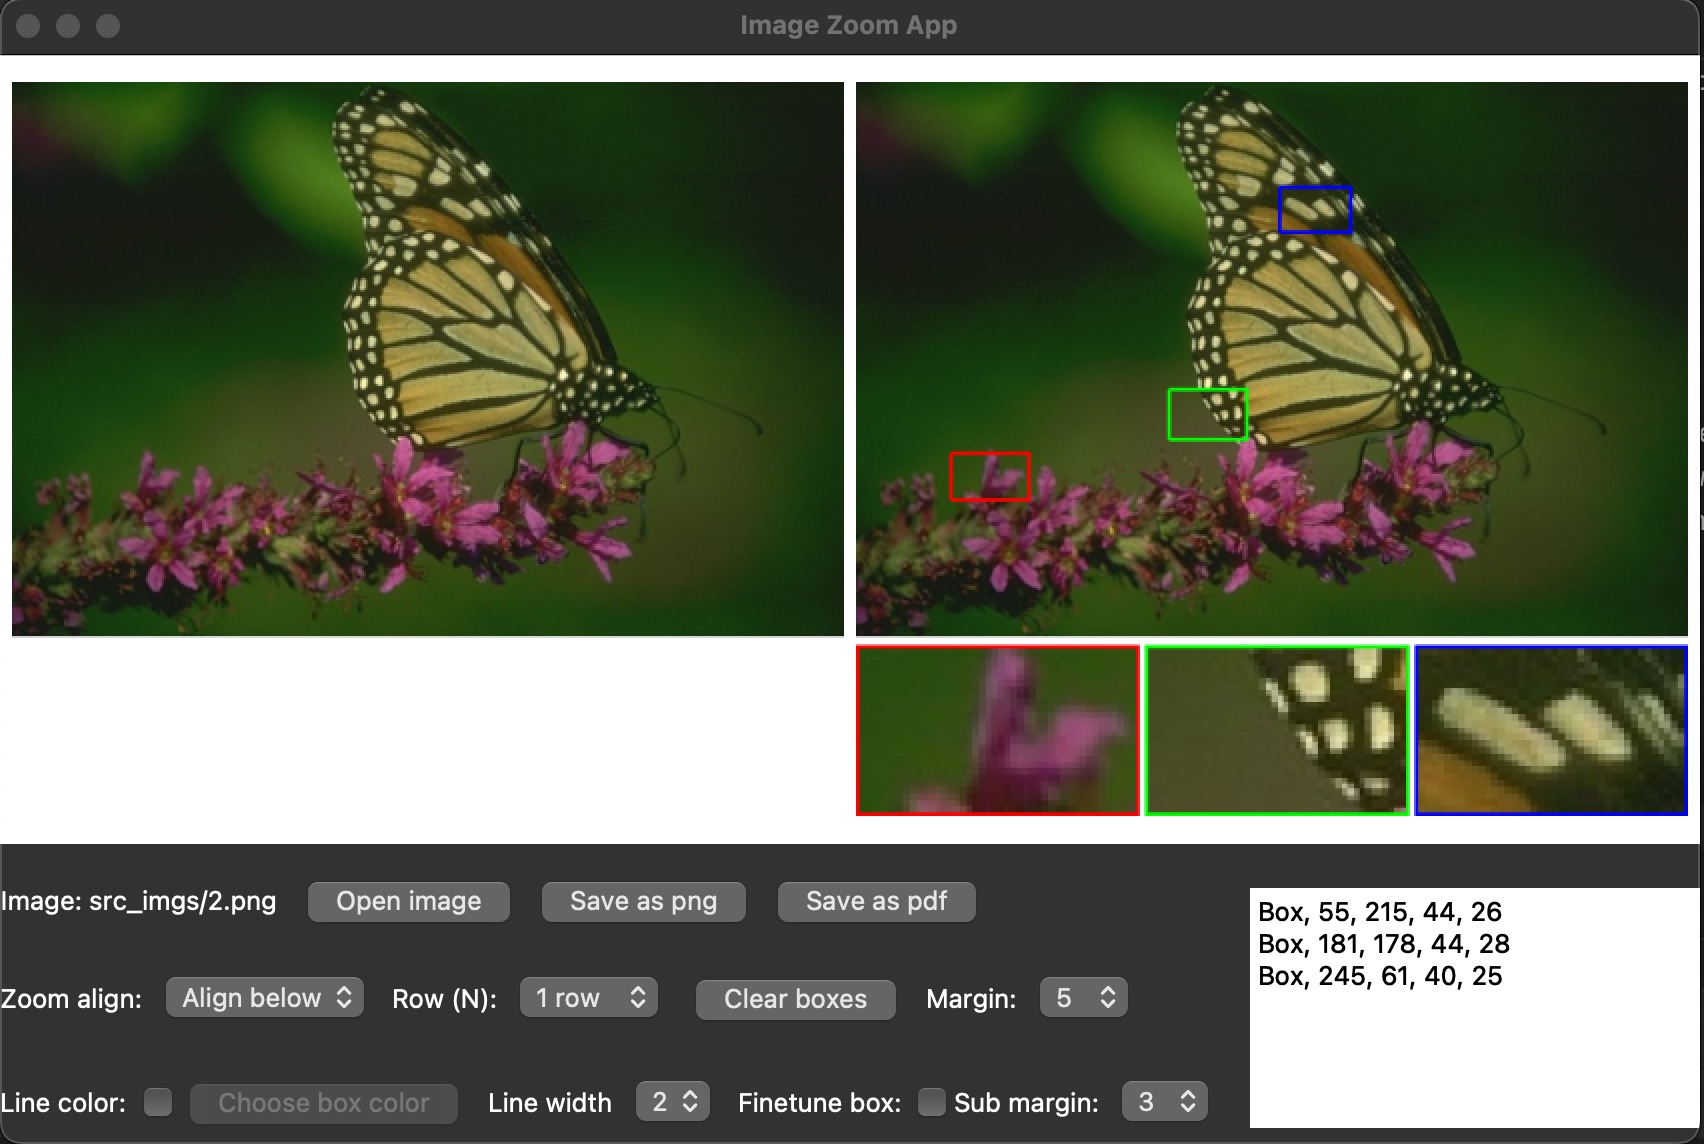 Image Zoom App
Image: src_imgs/2.png Open image Save as png Save as pdf
Zoom align: Align below Row (N): 1 row Clear boxes Margin: 5
Line color: Choose box color Line width 2 Finetune box: Sub margin: 3
Box, 55, 215, 44, 26
Box, 181, 178, 44, 28
Box, 245, 61, 40, 25